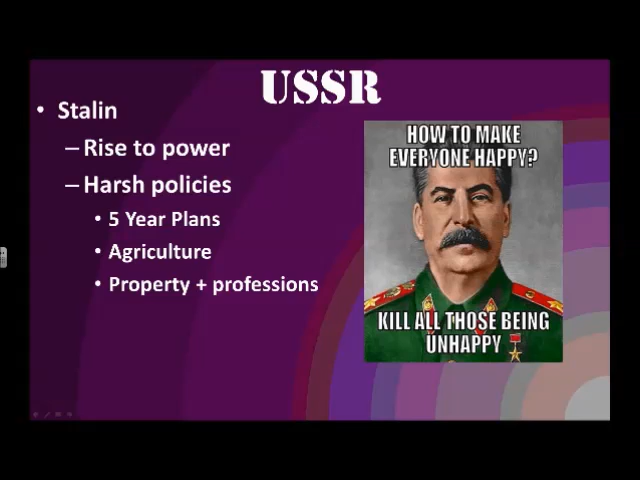 USSR
• Stalin
– Rise to power
– Harsh policies
• 5 Year Plans
• Agriculture
• Property + professions
HOW TO MAKE
EVERYONE HAPPY?
KILL ALL THOSE BEING
UNHAPPY